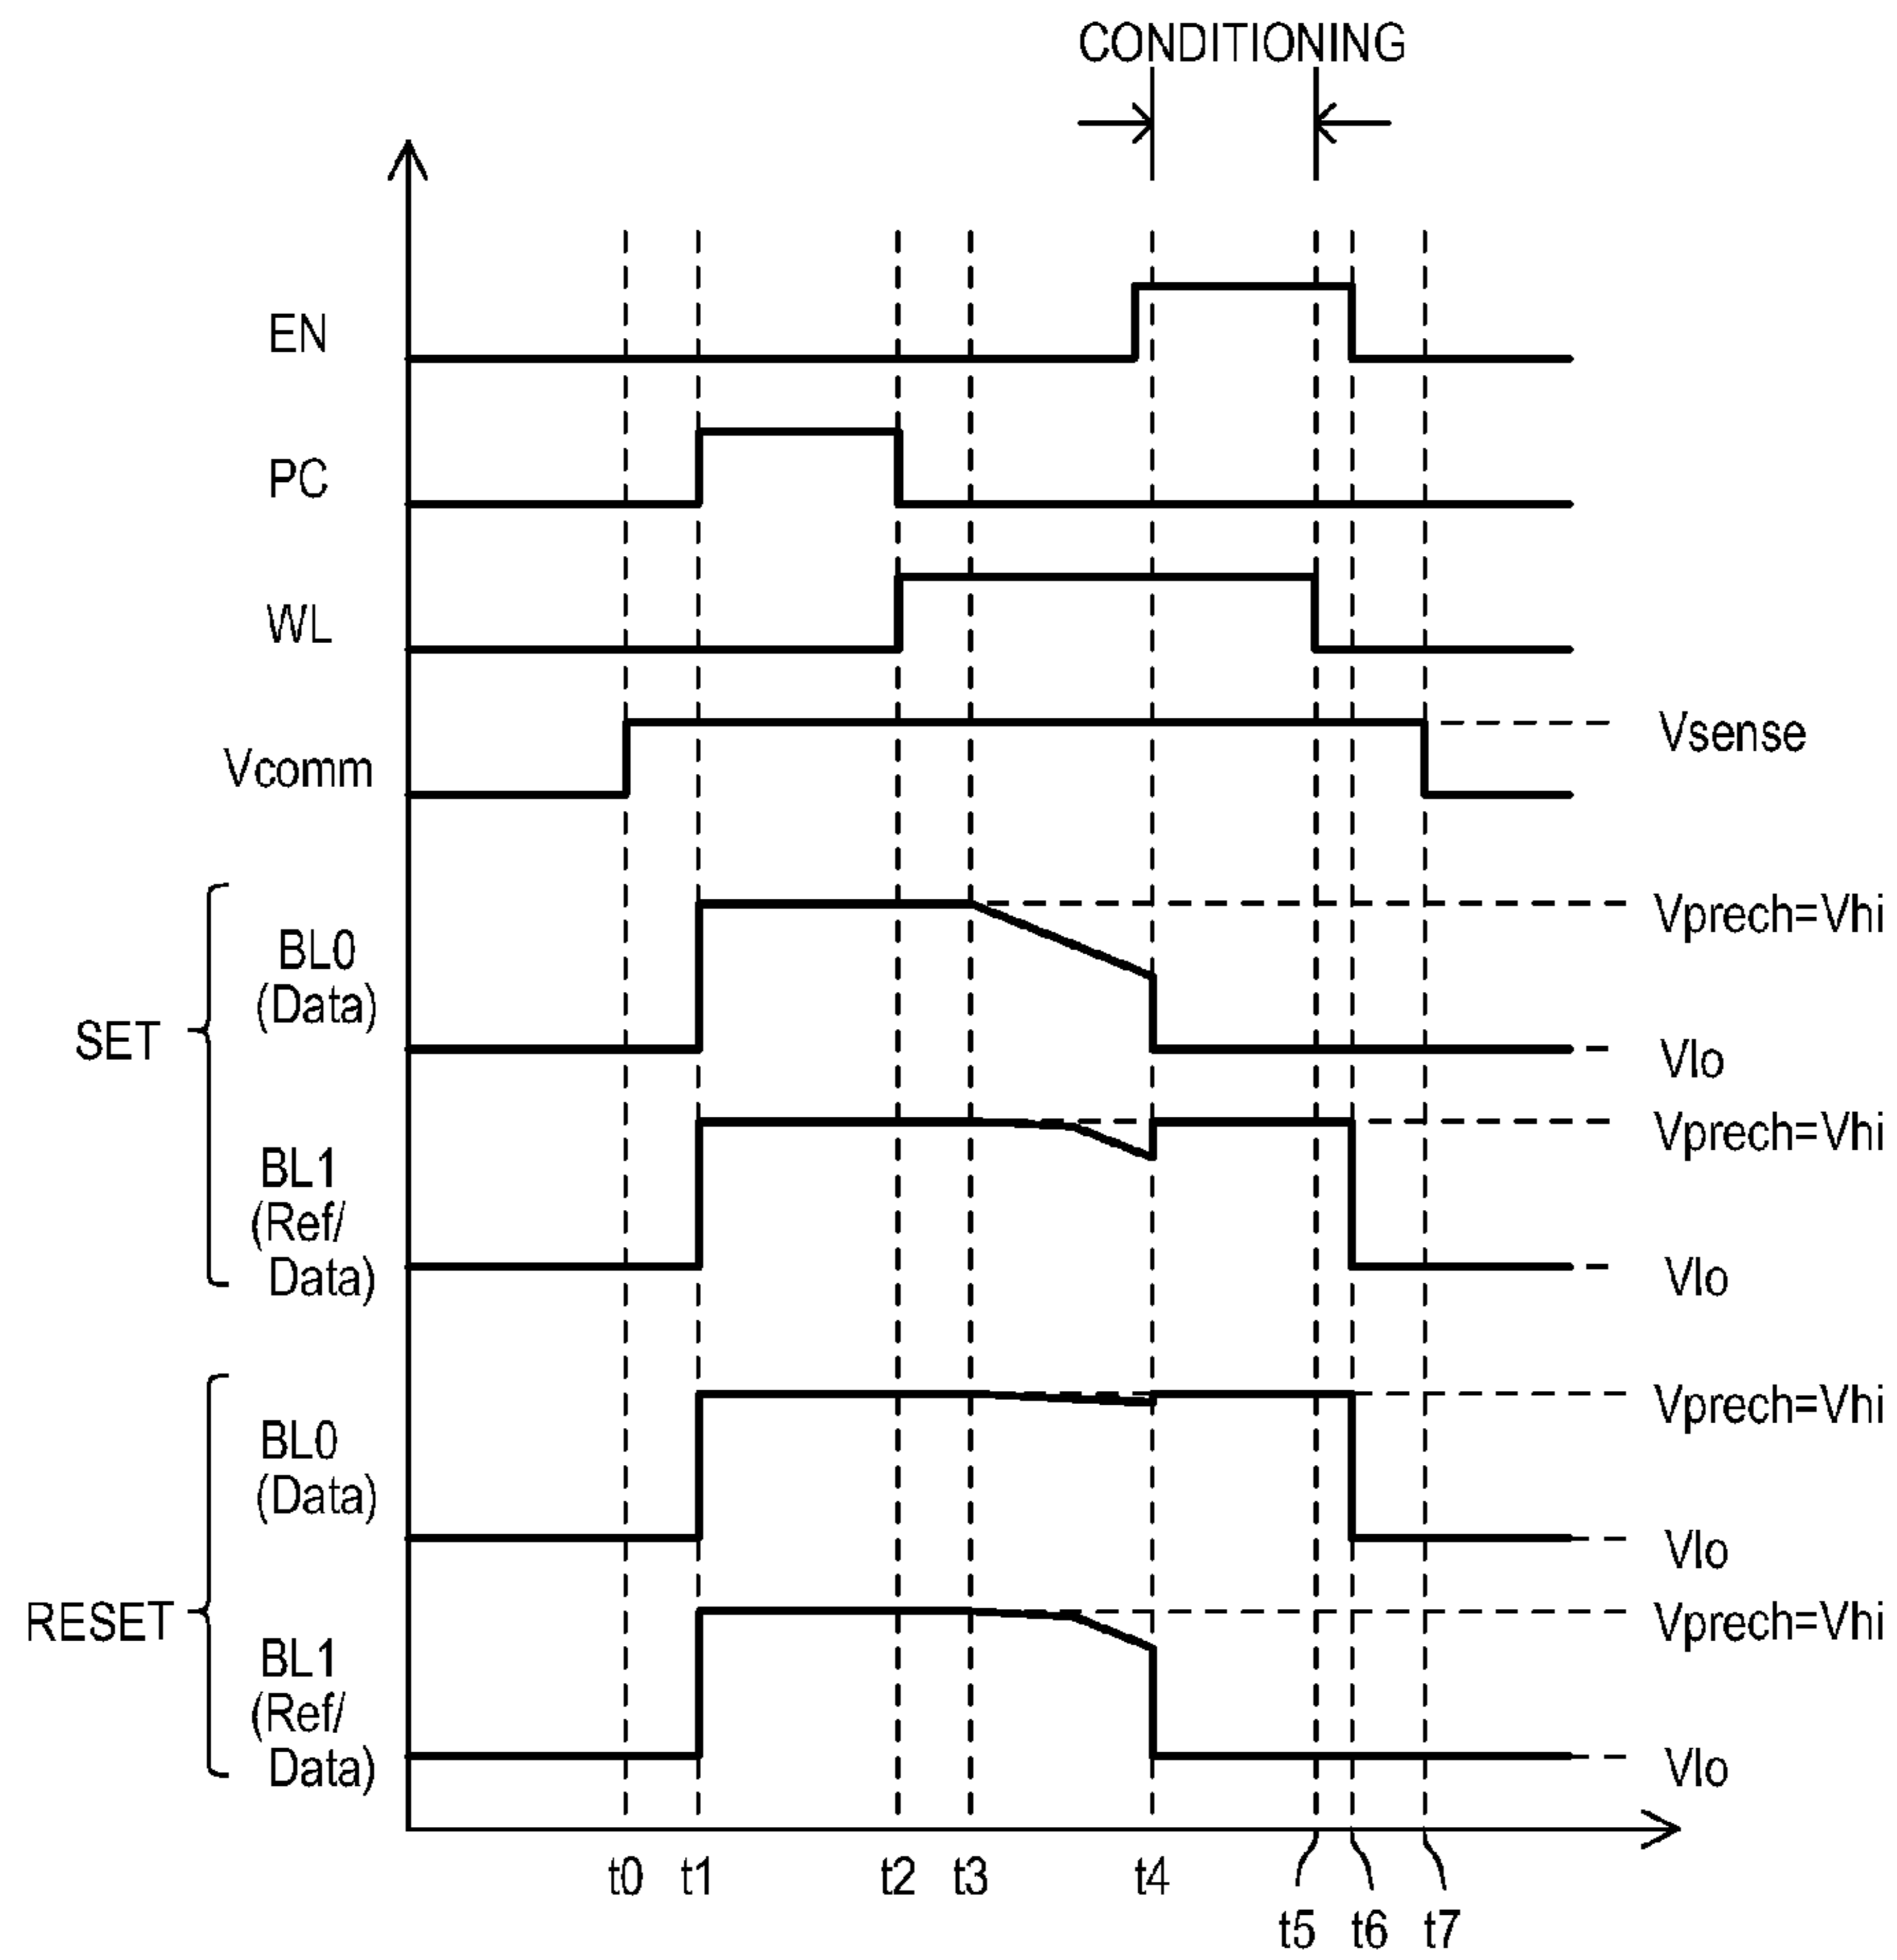 CONDITIONING
EN
PC
WL
Vcomm
Vsense
SET
BL0
(Data)
Vprech=Vhi
Vlo
BL1
(Ref/
Data)
Vprech=Vhi
Vlo
RESET
BL0
(Data)
Vprech=Vhi
Vlo
BL1
(Ref/
Data)
Vprech=Vhi
Vlo
t0 t1 t2 t3 t4
t5 t6 t7